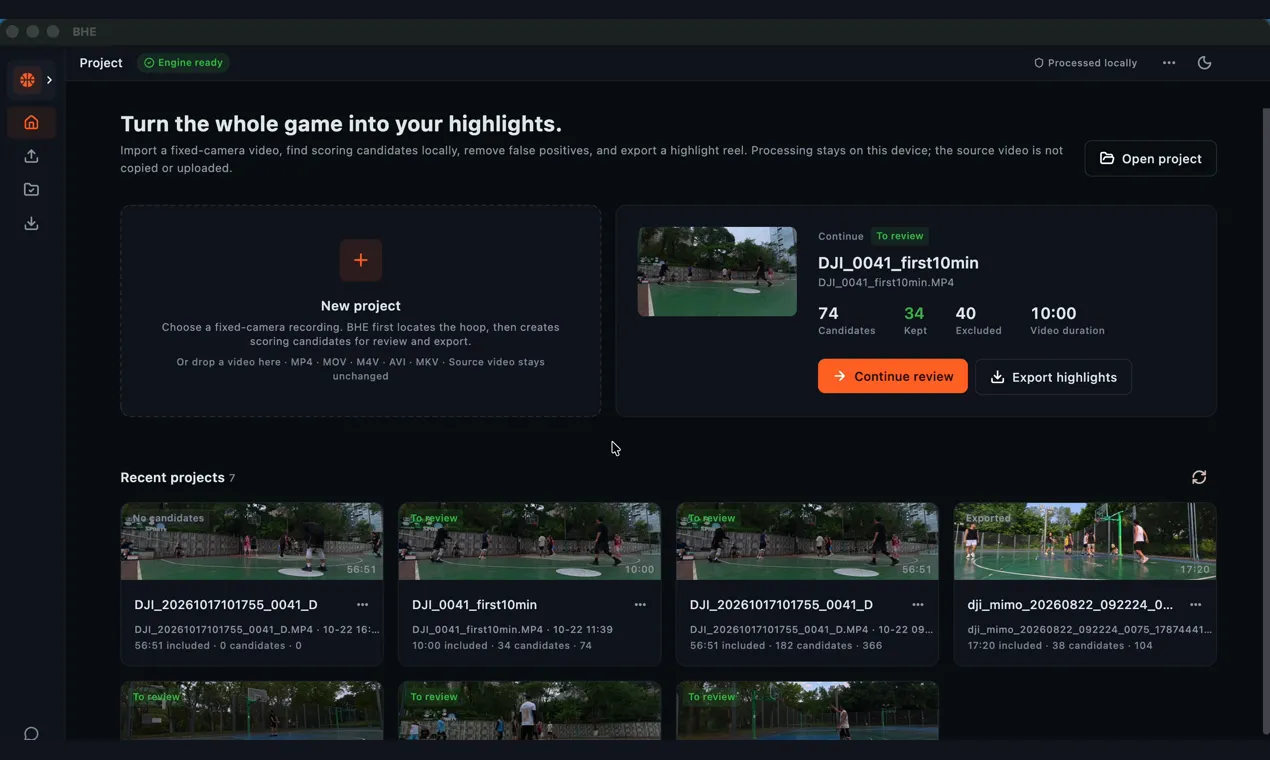 BHE
Project
Engine ready
Processed locally
Turn the whole game into your highlights.
Import a fixed-camera video, find scoring candidates locally, remove false positives, and export a highlight reel. Processing stays on this device; the source video is not
copied or uploaded.
Open project
New project
Choose a fixed-camera recording. BHE first locates the hoop, then creates
scoring candidates for review and export.
Or drop a video here · MP4 · MOV · M4V · AVI · MKV · Source video stays
unchanged
Continue To review
DJI_0041_first10min
DJI_0041_first10min.MP4
74 34 40 10:00
Candidates Kept Excluded Video duration
Continue review
Export highlights
Recent projects 7
No candidates
56:51
DJI_20261017101755_0041_D
DJI_20261017101755_0041_D.MP4 · 10-22 16:...
56:51 included · 0 candidates · 0
To review
10:00
DJI_0041_first10min
DJI_0041_first10min.MP4 · 10-22 11:39
10:00 included · 34 candidates · 74
To review
56:51
DJI_20261017101755_0041_D
DJI_20261017101755_0041_D.MP4 · 10-22 09...
56:51 included · 182 candidates · 366
Exported
17:20
dji_mimo_20260822_092224_0...
dji_mimo_20260822_092224_0075_17874441...
17:20 included · 38 candidates · 104
To review
To review
To review